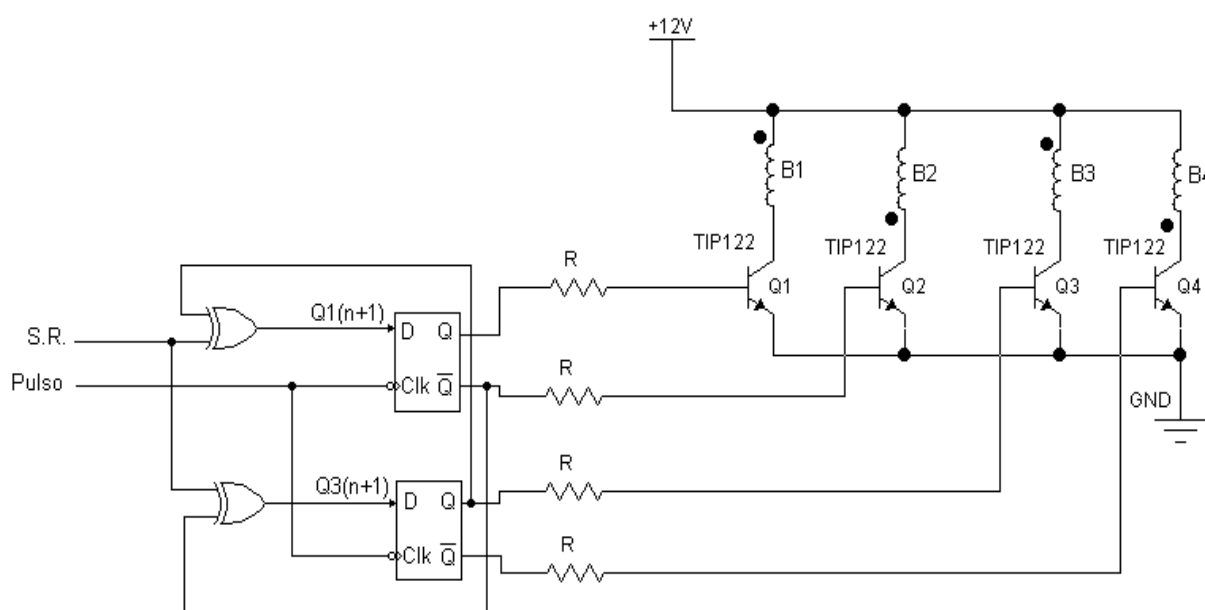 +12V
B1
B2
B3
B4
TIP122
TIP122
TIP122
TIP122
R
Q1
Q2
Q3
Q4
Q1(n+1)
D
Q
S.R.
Pulso
Clk
Q̅
R
GND
R
Q3(n+1)
D
Q
R
Clk
Q̅